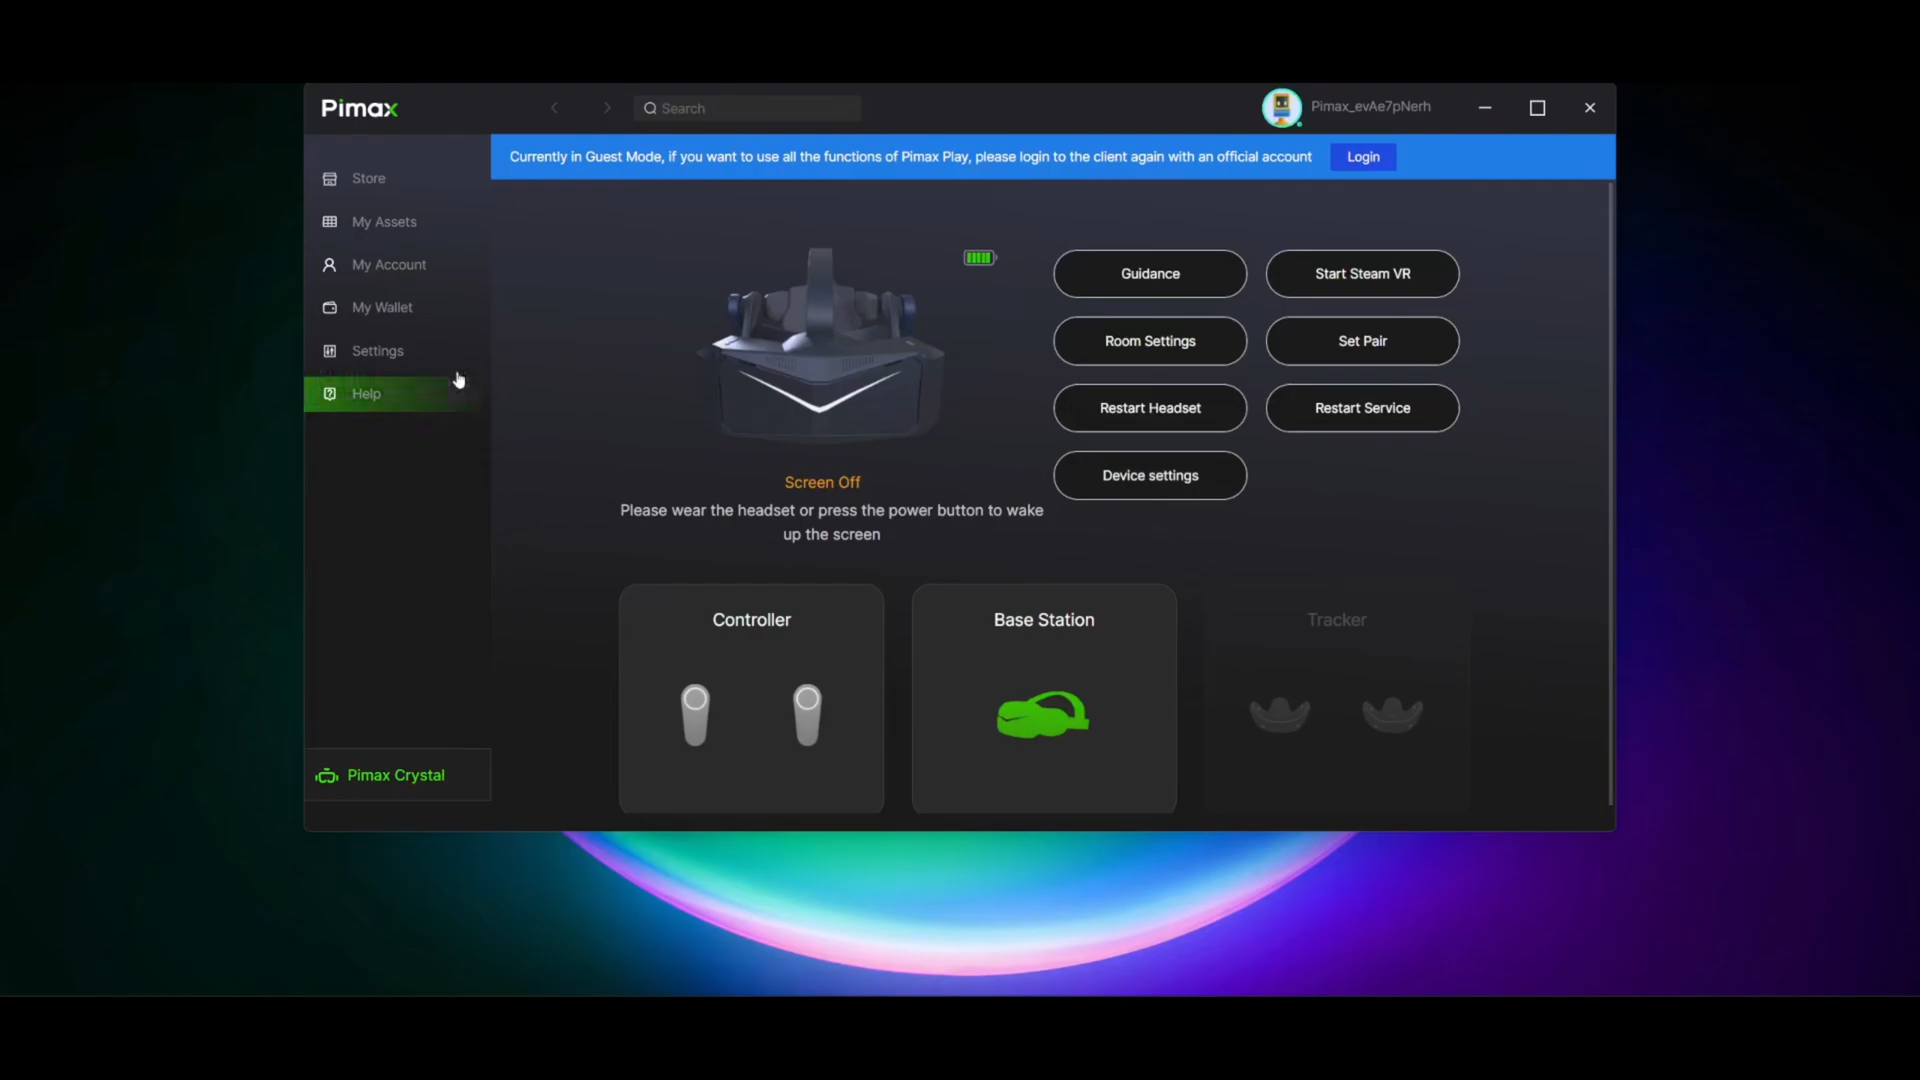 Pimax
Search
Pimax_evAe7pNerh
Currently in Guest Mode, if you want to use all the functions of Pimax Play, please login to the client again with an official account
Login
Store
My Assets
My Account
My Wallet
Settings
Help
Guidance
Start Steam VR
Room Settings
Set Pair
Restart Headset
Restart Service
Device settings
Screen Off
Please wear the headset or press the power button to wake
up the screen
Controller
Base Station
Tracker
Pimax Crystal